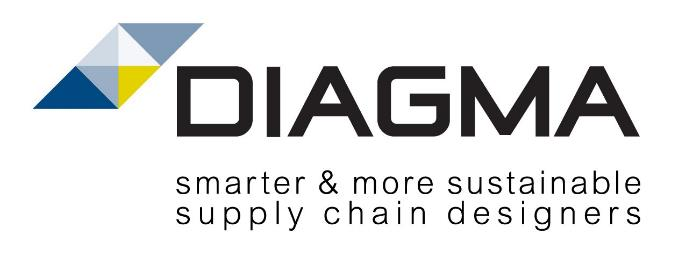 DIAGMA
smarter & more sustainable
supply chain designers